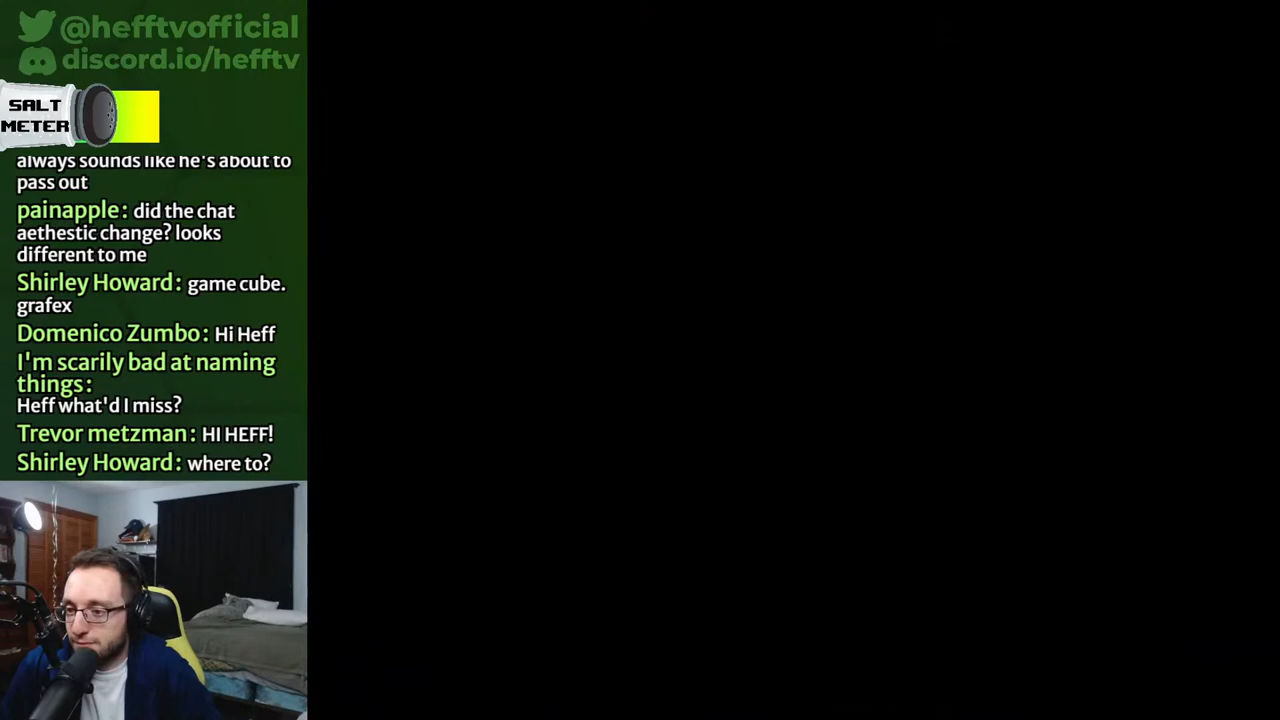 @hefftvofficial
discord.io/hefftv
SALT
METER
always sounds like he's about to
pass out
painapple: did the chat
aethestic change? looks
different to me
Shirley Howard: game cube.
grafex
Domenico Zumbo: Hi Heff
I'm scarily bad at naming
things:
Heff what'd I miss?
Trevor metzman: HI HEFF!
Shirley Howard: where to?